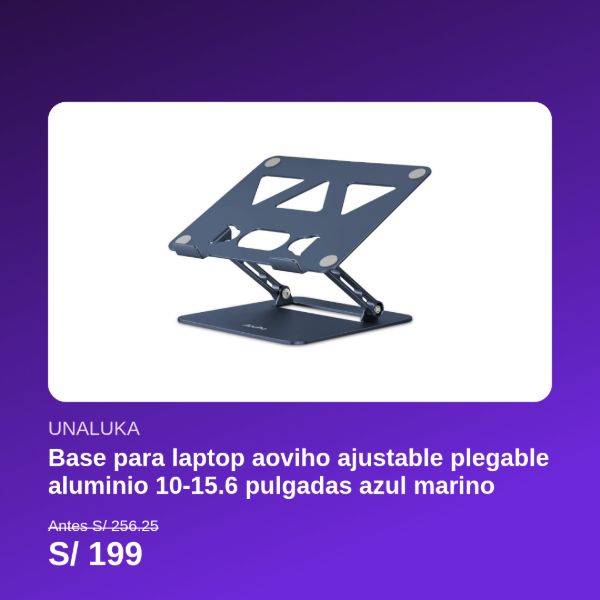 UNALUKA
Base para laptop aoviho ajustable plegable
aluminio 10-15.6 pulgadas azul marino
Antes S/ 256.25
S/ 199